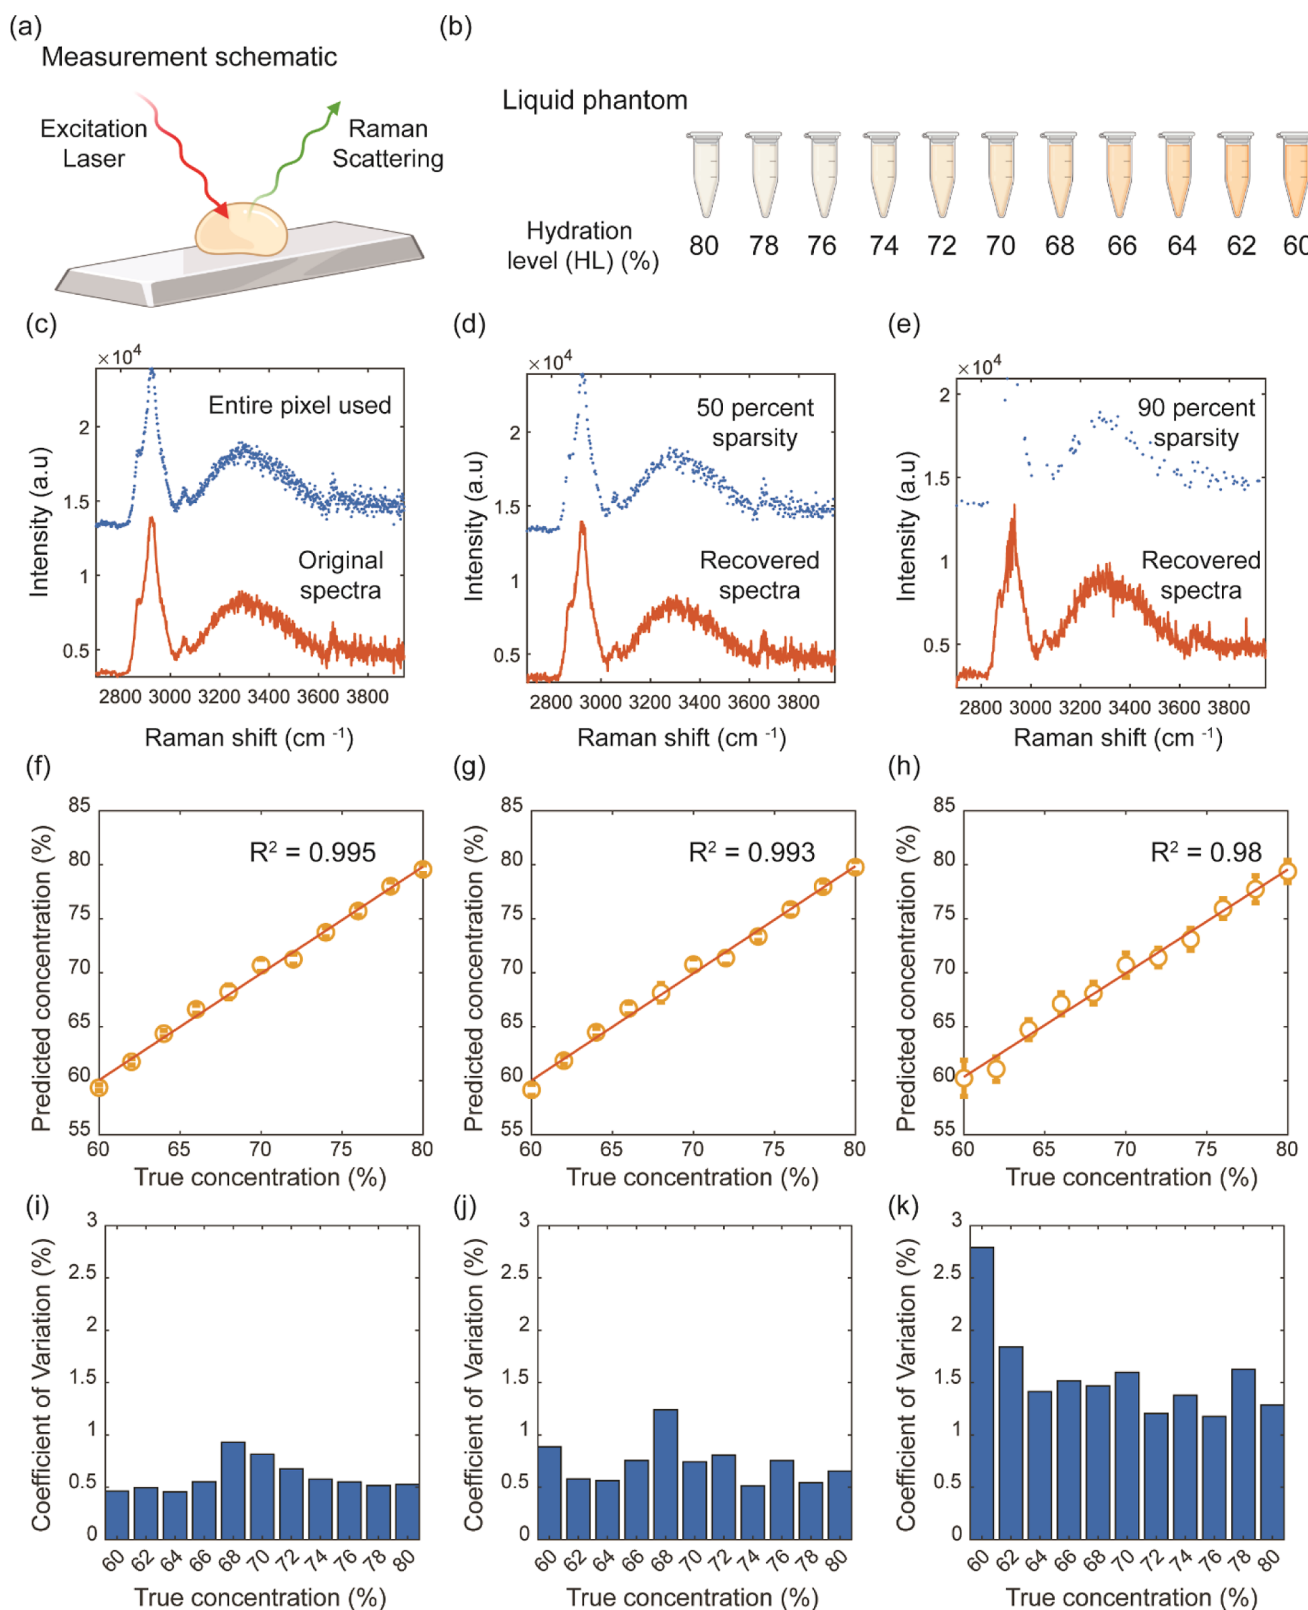 (a)
Measurement schematic
Excitation
Laser
Raman
Scattering
(b)
Liquid phantom
Hydration
level (HL) (%)
80 78 76 74 72 70 68 66 64 62 60
(c)
×10⁴
2
1.5
1
0.5
Intensity (a.u)
Entire pixel used
Original
spectra
2800 3000 3200 3400 3600 3800
Raman shift (cm ⁻¹)
(d)
×10⁴
2
1.5
1
0.5
Intensity (a.u)
50 percent
sparsity
Recovered
spectra
2800 3000 3200 3400 3600 3800
Raman shift (cm ⁻¹)
(e)
×10⁴
2
1.5
1
0.5
Intensity (a.u)
90 percent
sparsity
Recovered
spectra
2800 3000 3200 3400 3600 3800
Raman shift (cm ⁻¹)
(f)
85
80
75
70
65
60
55
Predicted concentration (%)
R² = 0.995
60 65 70 75 80
True concentration (%)
(g)
85
80
75
70
65
60
55
Predicted concentration (%)
R² = 0.993
60 65 70 75 80
True concentration (%)
(h)
85
80
75
70
65
60
55
Predicted concentration (%)
R² = 0.98
60 65 70 75 80
True concentration (%)
(i)
3
2.5
2
1.5
1
0.5
0
Coefficient of Variation (%)
60 62 64 66 68 70 72 74 76 78 80
True concentration (%)
(j)
3
2.5
2
1.5
1
0.5
0
Coefficient of Variation (%)
60 62 64 66 68 70 72 74 76 78 80
True concentration (%)
(k)
3
2.5
2
1.5
1
0.5
0
Coefficient of Variation (%)
60 62 64 66 68 70 72 74 76 78 80
True concentration (%)